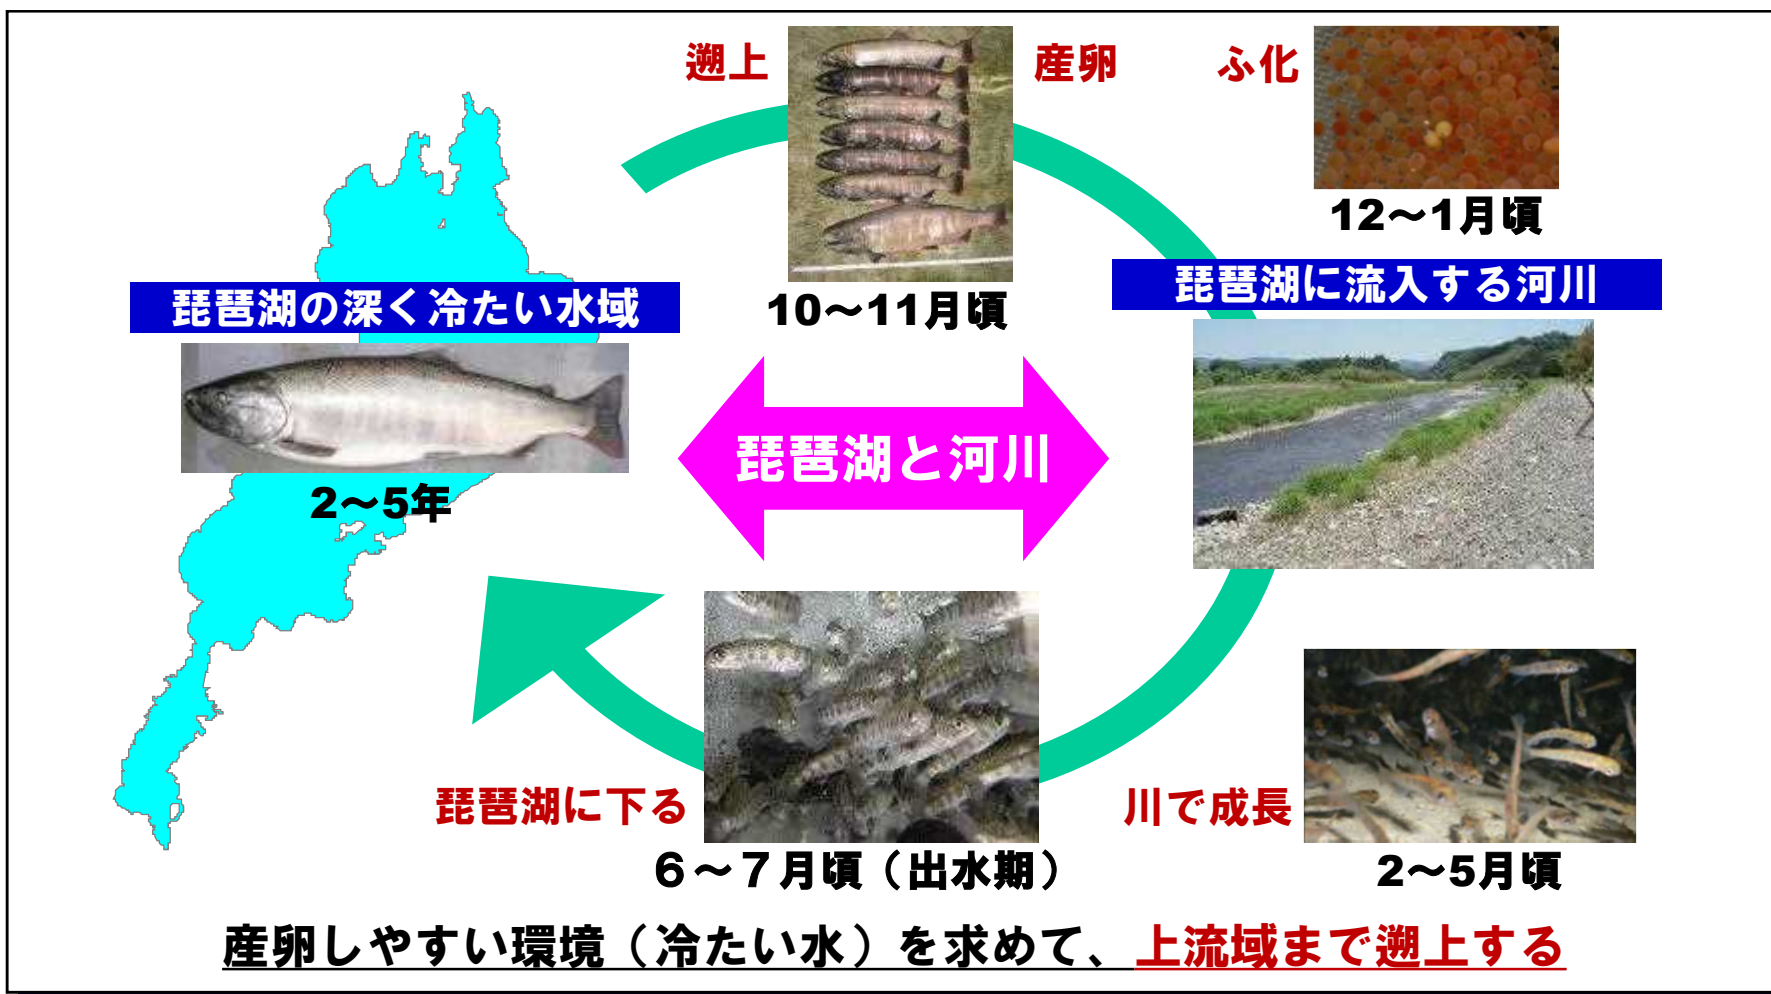 遡上
産卵
ふ化
12～1月頃
10～11月頃
琵琶湖の深く冷たい水域
琵琶湖に流入する河川
2～5年
琵琶湖と河川
琵琶湖に下る
６～７月頃（出水期）
川で成長
2～5月頃
産卵しやすい環境（冷たい水）を求めて、上流域まで遡上する